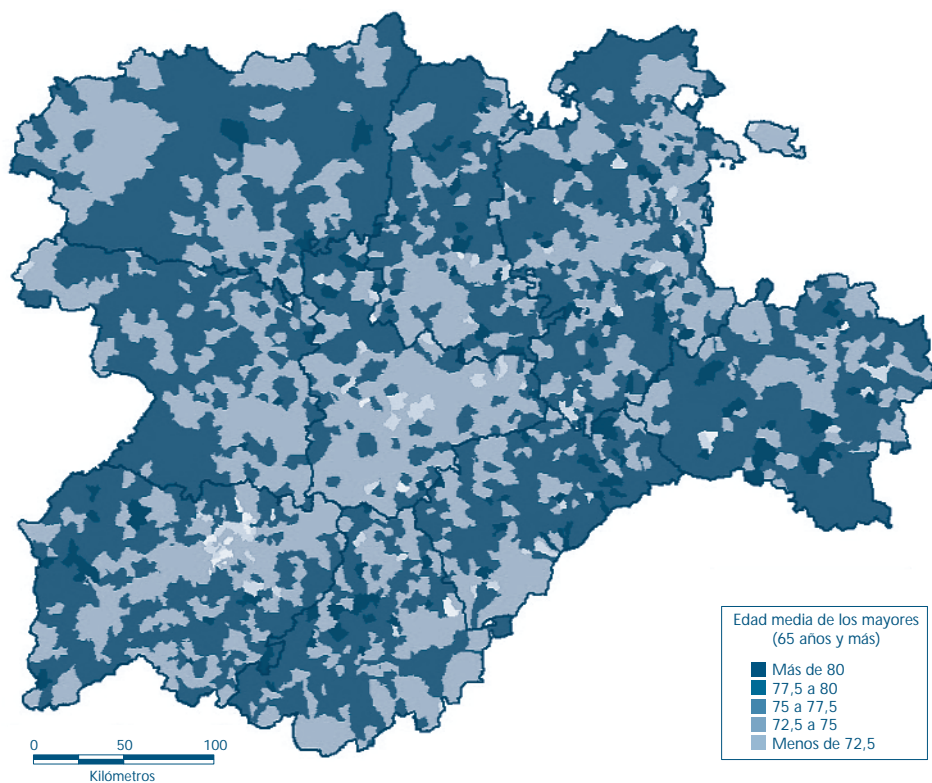 Edad media de los mayores
(65 años y más)
Más de 80
77,5 a 80
75 a 77,5
72,5 a 75
Menos de 72,5
0 50 100
Kilómetros